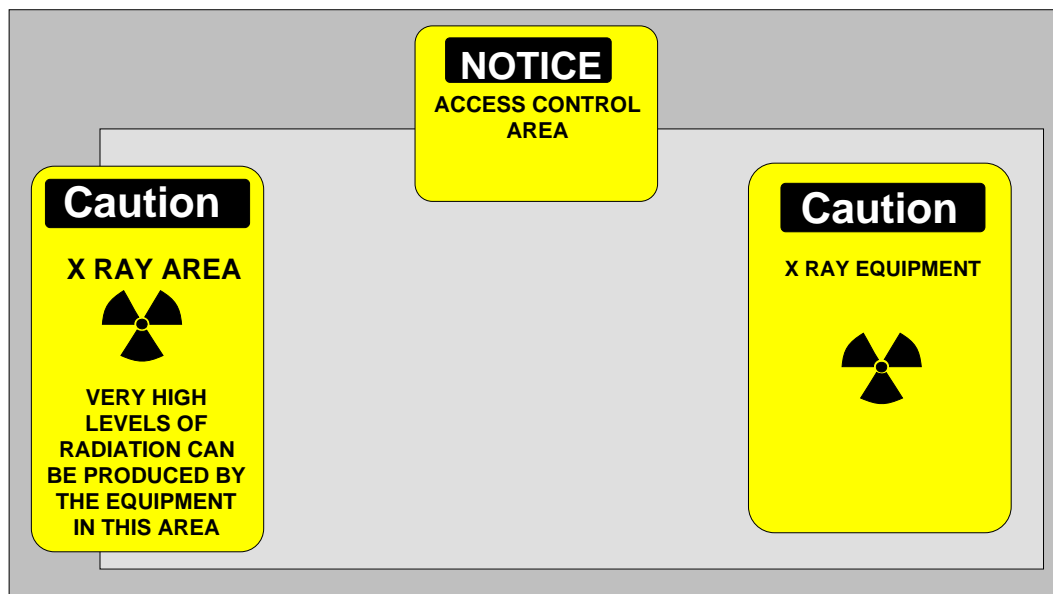 NOTICE
ACCESS CONTROL
AREA
Caution
X RAY AREA
VERY HIGH
LEVELS OF
RADIATION CAN
BE PRODUCED BY
THE EQUIPMENT
IN THIS AREA
Caution
X RAY EQUIPMENT